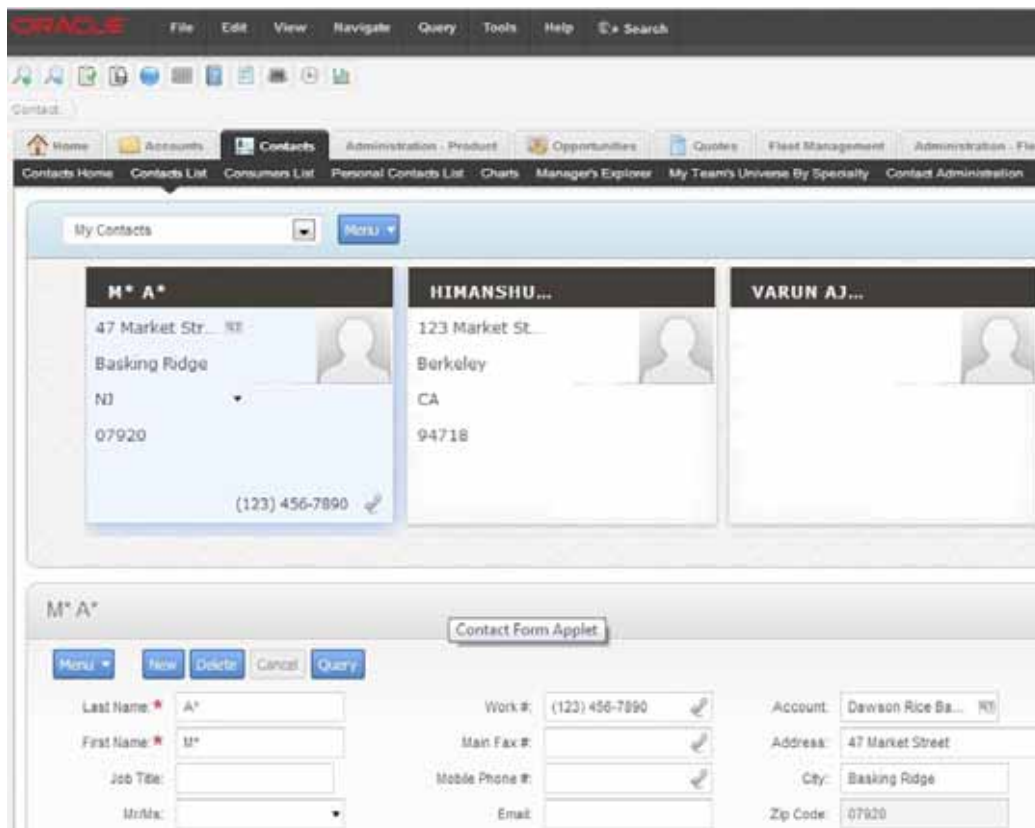 ORACLE File Edit View Navigate Query Tools Help Search
Contact
Home Accounts Contacts Administration - Product Opportunities Quotes Fleet Management Administration - Fle
Contacts Home Contacts List Consumers List Personal Contacts List Charts Manager's Explorer My Team's Universe By Specialty Contact Administration
My Contacts Menu
M* A* HIMANSHU... VARUN AJ...
47 Market Str... 123 Market St...
Basking Ridge Berkeley
NJ CA
07920 94718
(123) 456-7890
M* A*
Contact Form Applet
Menu New Delete Cancel Query
Last Name:* A* Work #: (123) 456-7890 Account: Dawson Rice Ba...
First Name:* M* Main Fax #: Address: 47 Market Street
Job Title: Mobile Phone #: City: Basking Ridge
Mr/Ms: Email: Zip Code: 07920